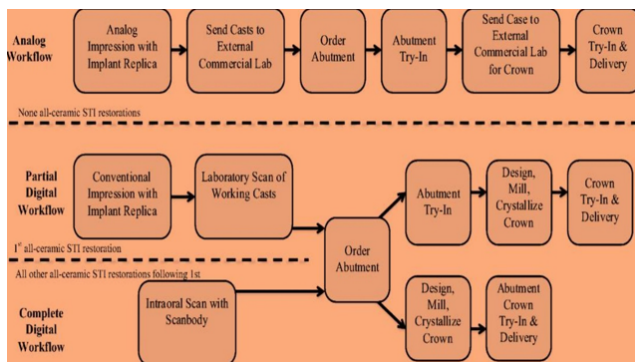 Analog
Workflow
Analog
Impression with
Implant Replica
Send Casts to
External
Commercial Lab
Order
Abutment
Abutment
Try-In
Send Case to
External
Commercial Lab
for Crown
Crown
Try-In &
Delivery
None all-ceramic STI restorations
Partial
Digital
Workflow
Conventional
Impression with
Implant Replica
Laboratory Scan of
Working Casts
Order
Abutment
Abutment
Try-In
Design,
Mill,
Crystallize
Crown
Crown
Try-In &
Delivery
1st all-ceramic STI restoration
All other all-ceramic STI restorations following 1st
Complete
Digital
Workflow
Intraoral Scan with
Scanbody
Design,
Mill,
Crystallize
Crown
Abutment
Crown
Try-In &
Delivery